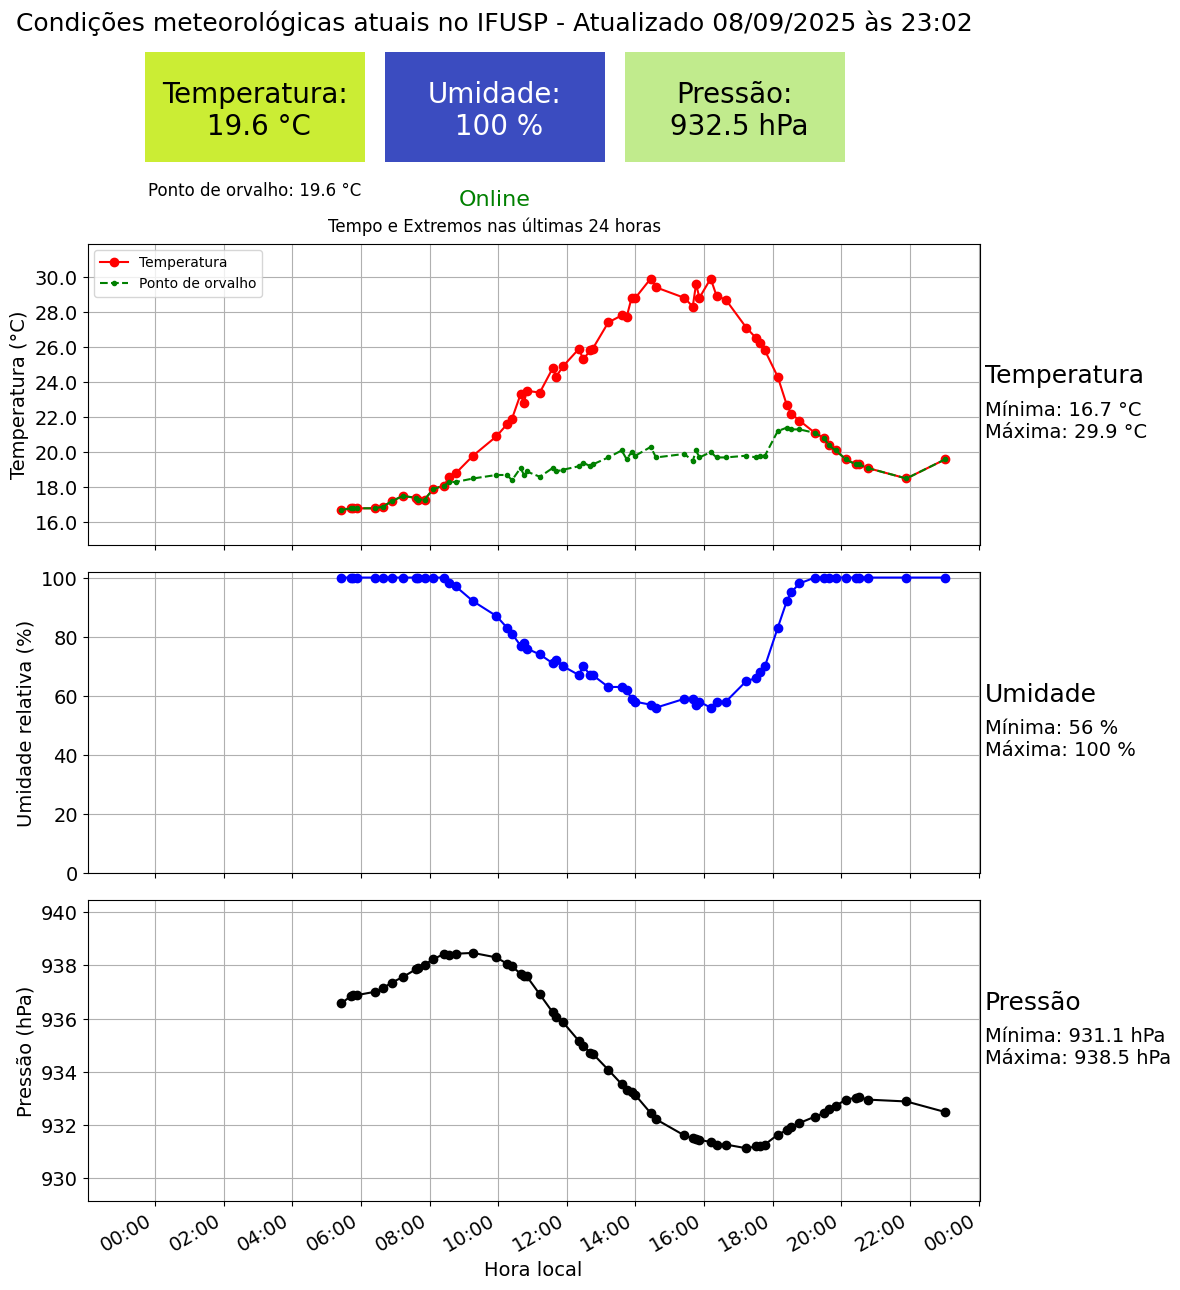 Condições meteorológicas atuais no IFUSP - Atualizado 08/09/2025 às 23:02
Temperatura:
19.6 °C
Umidade:
100 %
Pressão:
932.5 hPa
Ponto de orvalho: 19.6 °C
Online
Tempo e Extremos nas últimas 24 horas
Temperatura
Ponto de orvalho
Temperatura (°C)
30.0
28.0
26.0
24.0
22.0
20.0
18.0
16.0
Temperatura
Mínima: 16.7 °C
Máxima: 29.9 °C
Umidade relativa (%)
100
80
60
40
20
0
Umidade
Mínima: 56 %
Máxima: 100 %
Pressão (hPa)
940
938
936
934
932
930
Pressão
Mínima: 931.1 hPa
Máxima: 938.5 hPa
00:00
02:00
04:00
06:00
08:00
10:00
12:00
14:00
16:00
18:00
20:00
22:00
00:00
Hora local